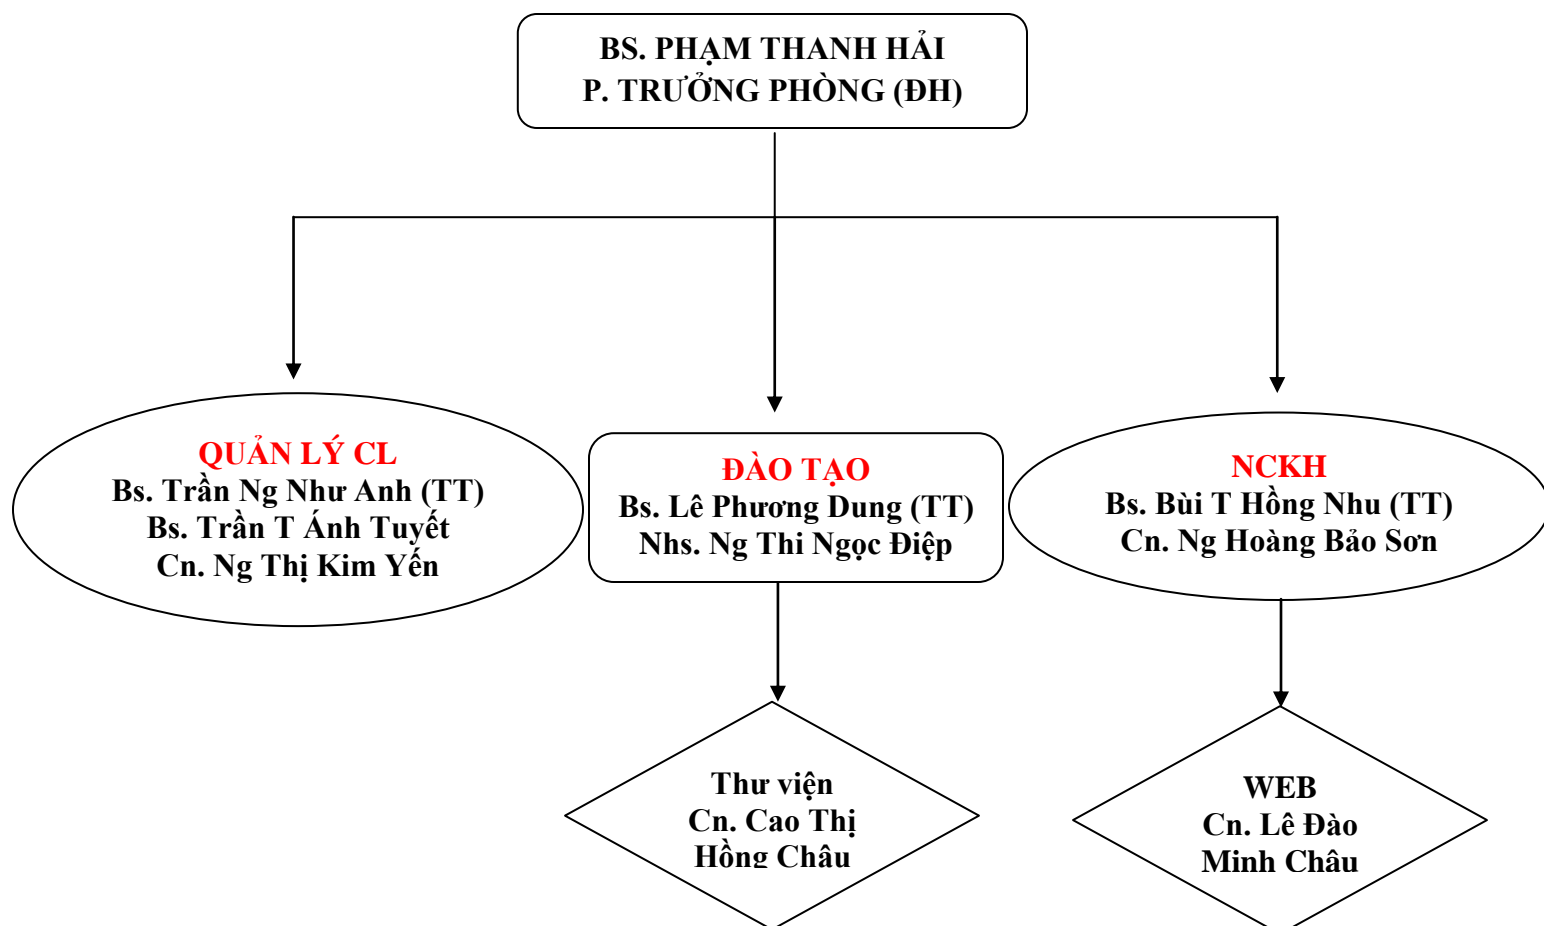 BS. PHẠM THANH HẢI
P. TRƯỞNG PHÒNG (ĐH)
QUẢN LÝ CL
Bs. Trần Ng Như Anh (TT)
Bs. Trần T Ánh Tuyết
Cn. Ng Thị Kim Yến
ĐÀO TẠO
Bs. Lê Phương Dung (TT)
Nhs. Ng Thi Ngọc Điệp
NCKH
Bs. Bùi T Hồng Nhu (TT)
Cn. Ng Hoàng Bảo Sơn
Thư viện
Cn. Cao Thị
Hồng Châu
WEB
Cn. Lê Đào
Minh Châu